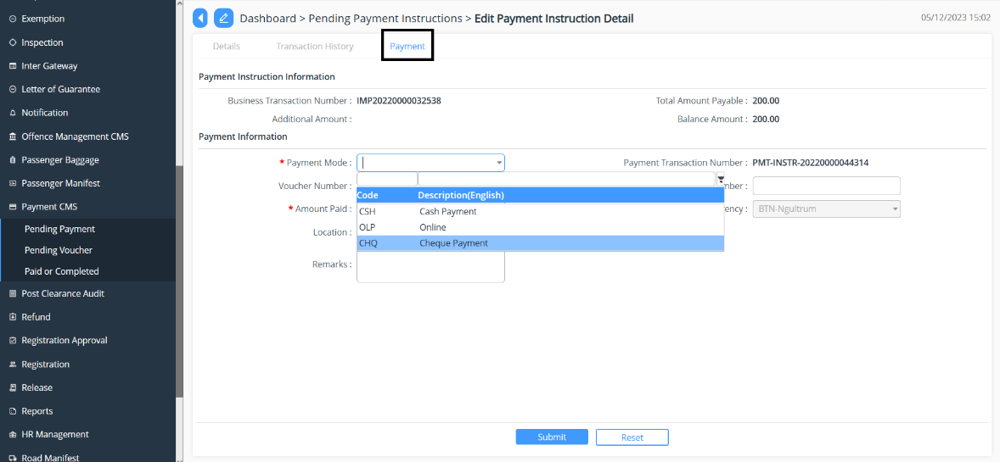 Exemption
Inspection
Inter Gateway
Letter of Guarantee
Notification
Offence Management CMS
Passenger Baggage
Passenger Manifest
Payment CMS
Pending Payment
Pending Voucher
Paid or Completed
Post Clearance Audit
Refund
Registration Approval
Registration
Release
Reports
HR Management
Road Manifest
Dashboard > Pending Payment Instructions > Edit Payment Instruction Detail
05/12/2023 15:02
Details Transaction History Payment
Payment Instruction Information
Business Transaction Number : IMP20220000032538 Total Amount Payable : 200.00
Additional Amount : Balance Amount : 200.00
Payment Information
* Payment Mode : Payment Transaction Number : PMT-INSTR-20220000044314
Voucher Number :
* Amount Paid : BTN-Ngultrum
Location :
Remarks :
Code Description(English)
CSH Cash Payment
OLP Online
CHQ Cheque Payment
Submit Reset